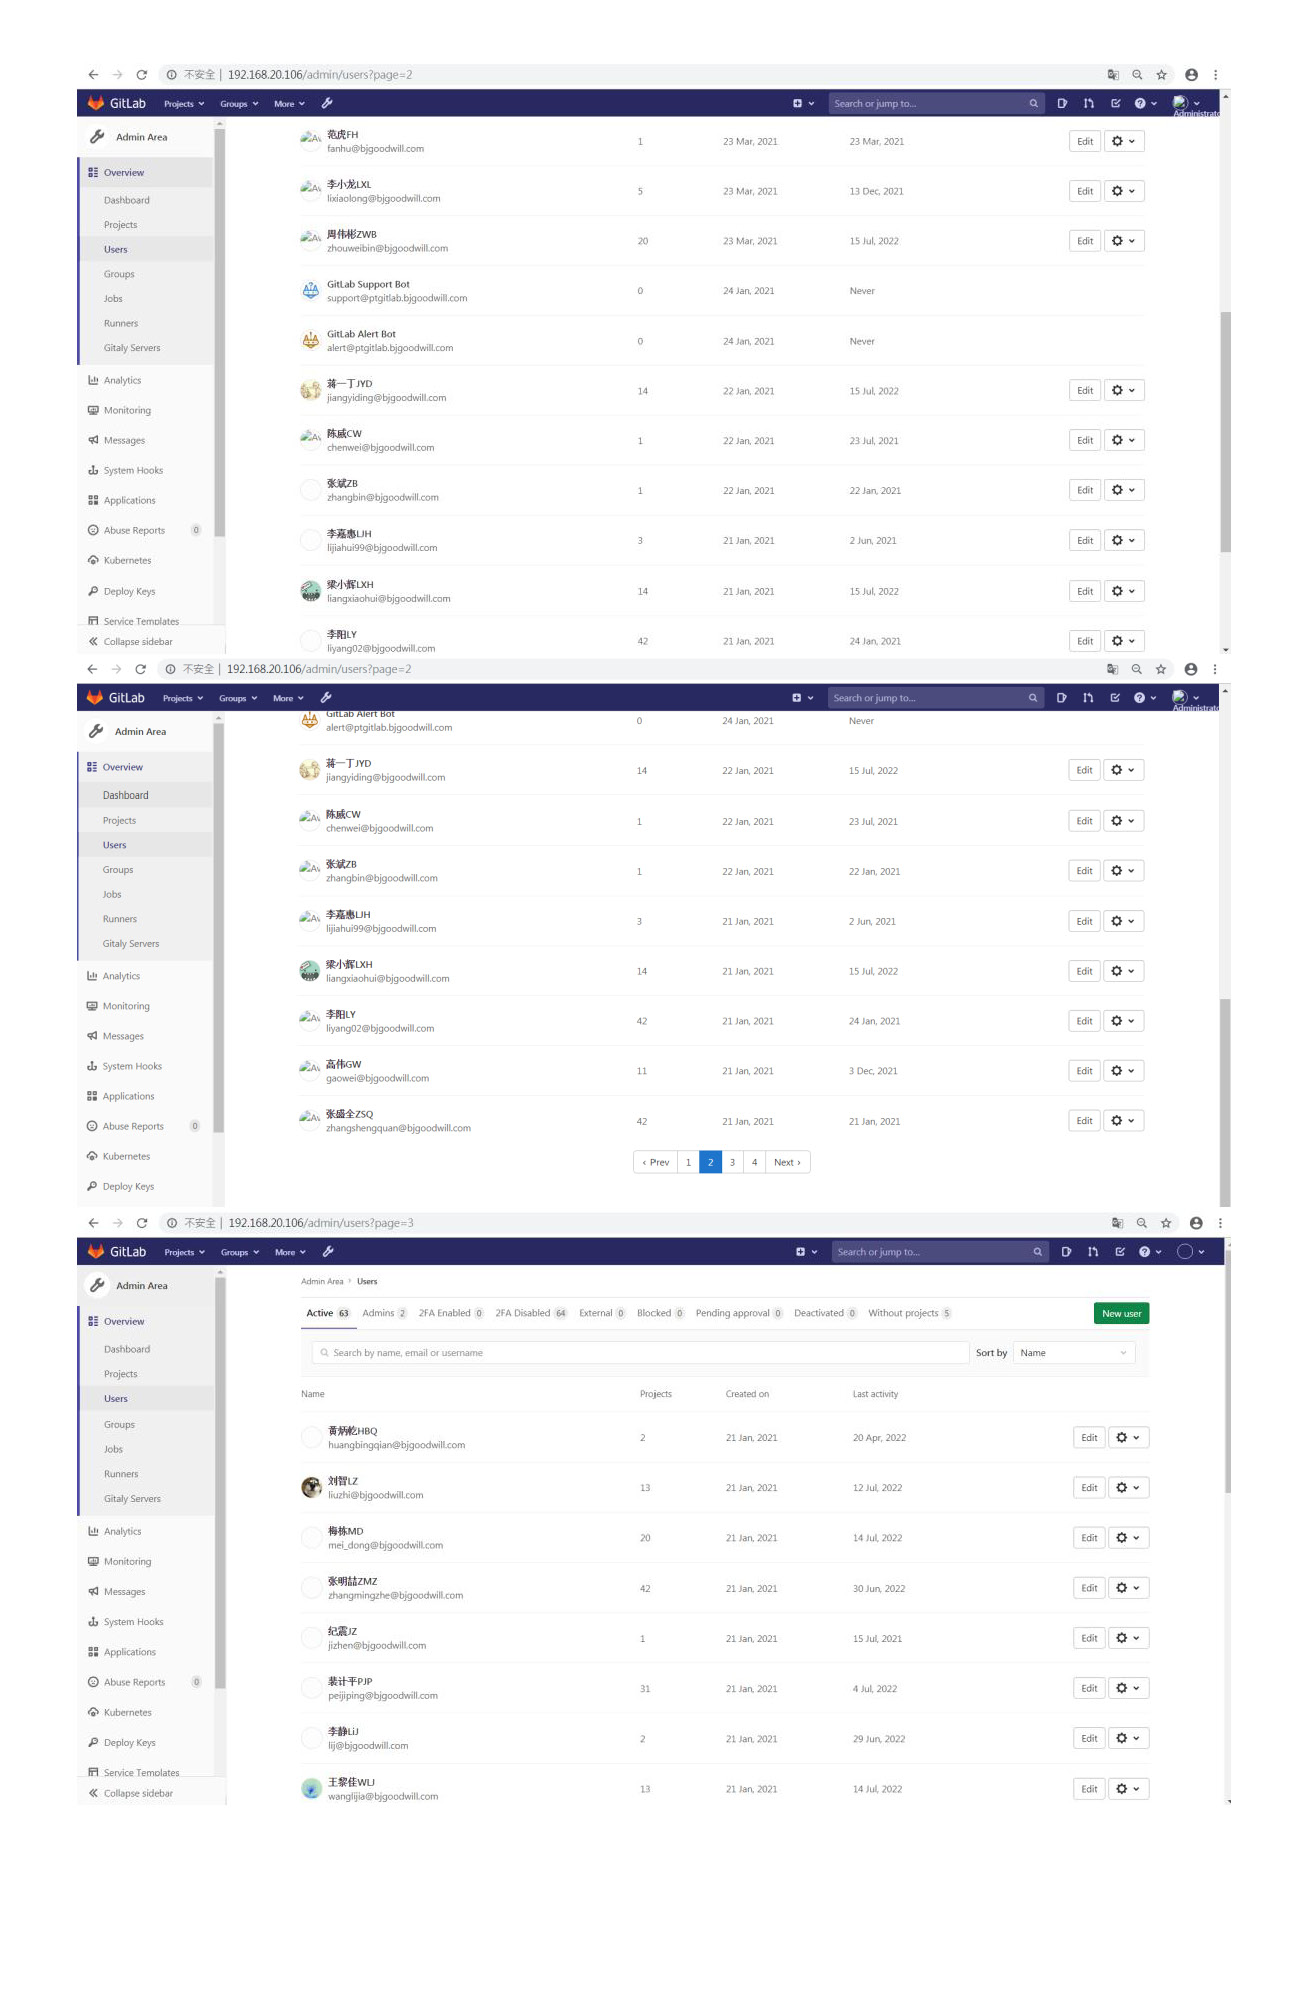 不安全 | 192.168.20.106/admin/users?page=2
GitLab Projects Groups More Search or jump to... Administrato
Admin Area
Overview
Dashboard
Projects
Users
Groups
Jobs
Runners
Gitaly Servers
Analytics
Monitoring
Messages
System Hooks
Applications
Abuse Reports 0
Kubernetes
Deploy Keys
Service Templates
Collapse sidebar
范虎FH
fanhu@bjgoodwill.com 1 23 Mar, 2021 23 Mar, 2021 Edit
李小龙LXL
lixiaolong@bjgoodwill.com 5 23 Mar, 2021 13 Dec, 2021 Edit
周伟彬ZWB
zhouweibin@bjgoodwill.com 20 23 Mar, 2021 15 Jul, 2022 Edit
GitLab Support Bot
support@ptgitlab.bjgoodwill.com 0 24 Jan, 2021 Never
GitLab Alert Bot
alert@ptgitlab.bjgoodwill.com 0 24 Jan, 2021 Never
蒋一丁JYD
jiangyiding@bjgoodwill.com 14 22 Jan, 2021 15 Jul, 2022 Edit
陈威CW
chenwei@bjgoodwill.com 1 22 Jan, 2021 23 Jul, 2021 Edit
张斌ZB
zhangbin@bjgoodwill.com 1 22 Jan, 2021 22 Jan, 2021 Edit
李嘉惠LJH
lijiahui99@bjgoodwill.com 3 21 Jan, 2021 2 Jun, 2021 Edit
梁小辉LXH
liangxiaohui@bjgoodwill.com 14 21 Jan, 2021 15 Jul, 2022 Edit
李阳LY
liyang02@bjgoodwill.com 42 21 Jan, 2021 24 Jan, 2021 Edit
不安全 | 192.168.20.106/admin/users?page=2
GitLab Projects Groups More Search or jump to... Administrato
Admin Area
Overview
Dashboard
Projects
Users
Groups
Jobs
Runners
Gitaly Servers
Analytics
Monitoring
Messages
System Hooks
Applications
Abuse Reports 0
Kubernetes
Deploy Keys
GitLab Alert Bot
alert@ptgitlab.bjgoodwill.com 0 24 Jan, 2021 Never
蒋一丁JYD
jiangyiding@bjgoodwill.com 14 22 Jan, 2021 15 Jul, 2022 Edit
陈威CW
chenwei@bjgoodwill.com 1 22 Jan, 2021 23 Jul, 2021 Edit
张斌ZB
zhangbin@bjgoodwill.com 1 22 Jan, 2021 22 Jan, 2021 Edit
李嘉惠LJH
lijiahui99@bjgoodwill.com 3 21 Jan, 2021 2 Jun, 2021 Edit
梁小辉LXH
liangxiaohui@bjgoodwill.com 14 21 Jan, 2021 15 Jul, 2022 Edit
李阳LY
liyang02@bjgoodwill.com 42 21 Jan, 2021 24 Jan, 2021 Edit
高伟GW
gaowei@bjgoodwill.com 11 21 Jan, 2021 3 Dec, 2021 Edit
张盛全ZSQ
zhangshengquan@bjgoodwill.com 42 21 Jan, 2021 21 Jan, 2021 Edit
‹ Prev 1 2 3 4 Next ›
不安全 | 192.168.20.106/admin/users?page=3
GitLab Projects Groups More Search or jump to...
Admin Area
Overview
Dashboard
Projects
Users
Groups
Jobs
Runners
Gitaly Servers
Analytics
Monitoring
Messages
System Hooks
Applications
Abuse Reports 0
Kubernetes
Deploy Keys
Service Templates
Collapse sidebar
Admin Area > Users
Active 63 Admins 2 2FA Enabled 0 2FA Disabled 64 External 0 Blocked 0 Pending approval 0 Deactivated 0 Without projects 5 New user
Search by name, email or username Sort by Name
Name Projects Created on Last activity
黄炳乾HBQ
huangbingqian@bjgoodwill.com 2 21 Jan, 2021 20 Apr, 2022 Edit
刘智LZ
liuzhi@bjgoodwill.com 13 21 Jan, 2021 12 Jul, 2022 Edit
梅栋MD
mei_dong@bjgoodwill.com 20 21 Jan, 2021 14 Jul, 2022 Edit
张明喆ZMZ
zhangmingzhe@bjgoodwill.com 42 21 Jan, 2021 30 Jun, 2022 Edit
纪震JZ
jizhen@bjgoodwill.com 1 21 Jan, 2021 15 Jul, 2021 Edit
裴计平PJP
peijiping@bjgoodwill.com 31 21 Jan, 2021 4 Jul, 2022 Edit
李静LiJ
lij@bjgoodwill.com 2 21 Jan, 2021 29 Jun, 2022 Edit
王黎佳WLJ
wanglijia@bjgoodwill.com 13 21 Jan, 2021 14 Jul, 2022 Edit